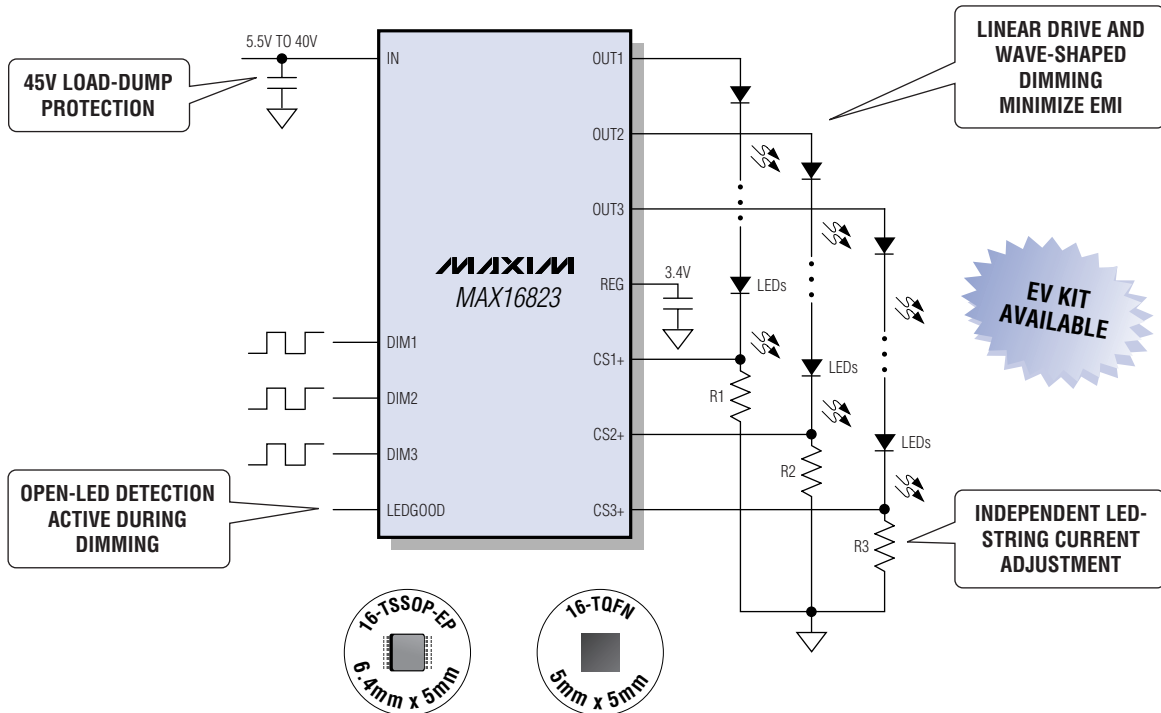 5.5V TO 40V
45V LOAD-DUMP
PROTECTION
IN
OUT1
OUT2
OUT3
LINEAR DRIVE AND
WAVE-SHAPED
DIMMING
MINIMIZE EMI
MAXIM
MAX16823
REG
3.4V
LEDs
EV KIT
AVAILABLE
DIM1
DIM2
DIM3
CS1+
R1
LEDs
CS2+
R2
LEDs
CS3+
R3
OPEN-LED DETECTION
ACTIVE DURING
DIMMING
LEDGOOD
INDEPENDENT LED-
STRING CURRENT
ADJUSTMENT
16-TSSOP-EP
6.4mm x 5mm
16-TQFN
5mm x 5mm